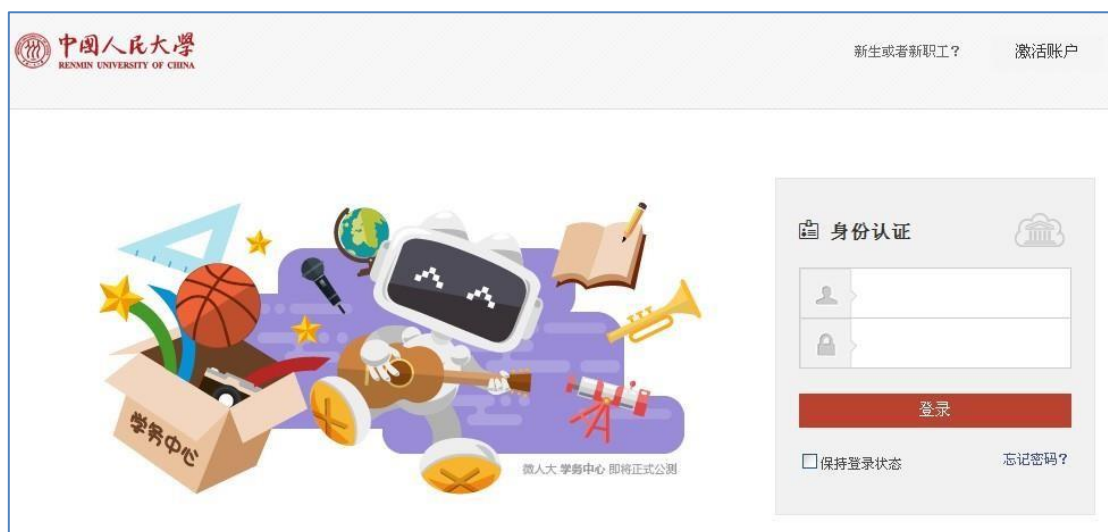 中国人民大學
RENMIN UNIVERSITY OF CHINA
新生或者新职工？
激活账户
身份认证
登录
保持登录状态
忘记密码？
学务中心
微人大 学务中心 即将正式公测